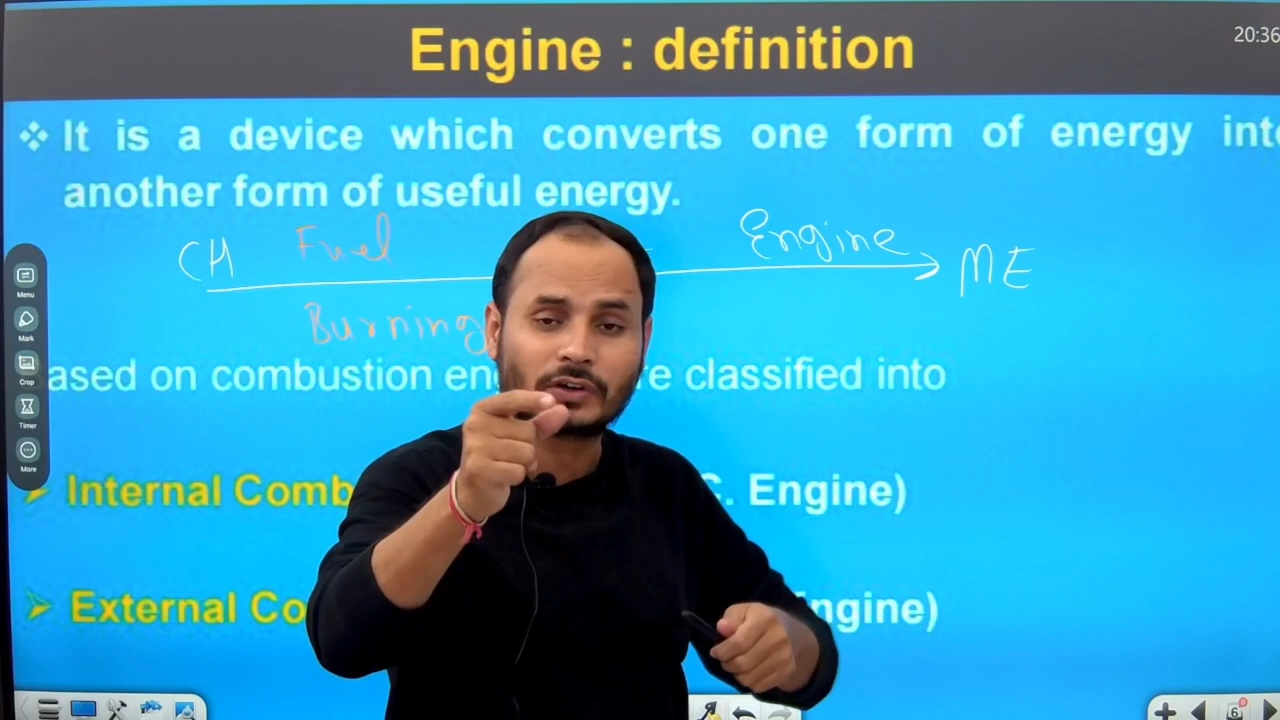 Engine : definition
20:36
❖ It is a device which converts one form of energy into
another form of useful energy.
CH Fuel Engine ME
Burning
ased on combustion en re classified into
➤ Internal Comb C. Engine)
➤ External Co ngine)
Menu
Mark
Crop
Timer
More
6